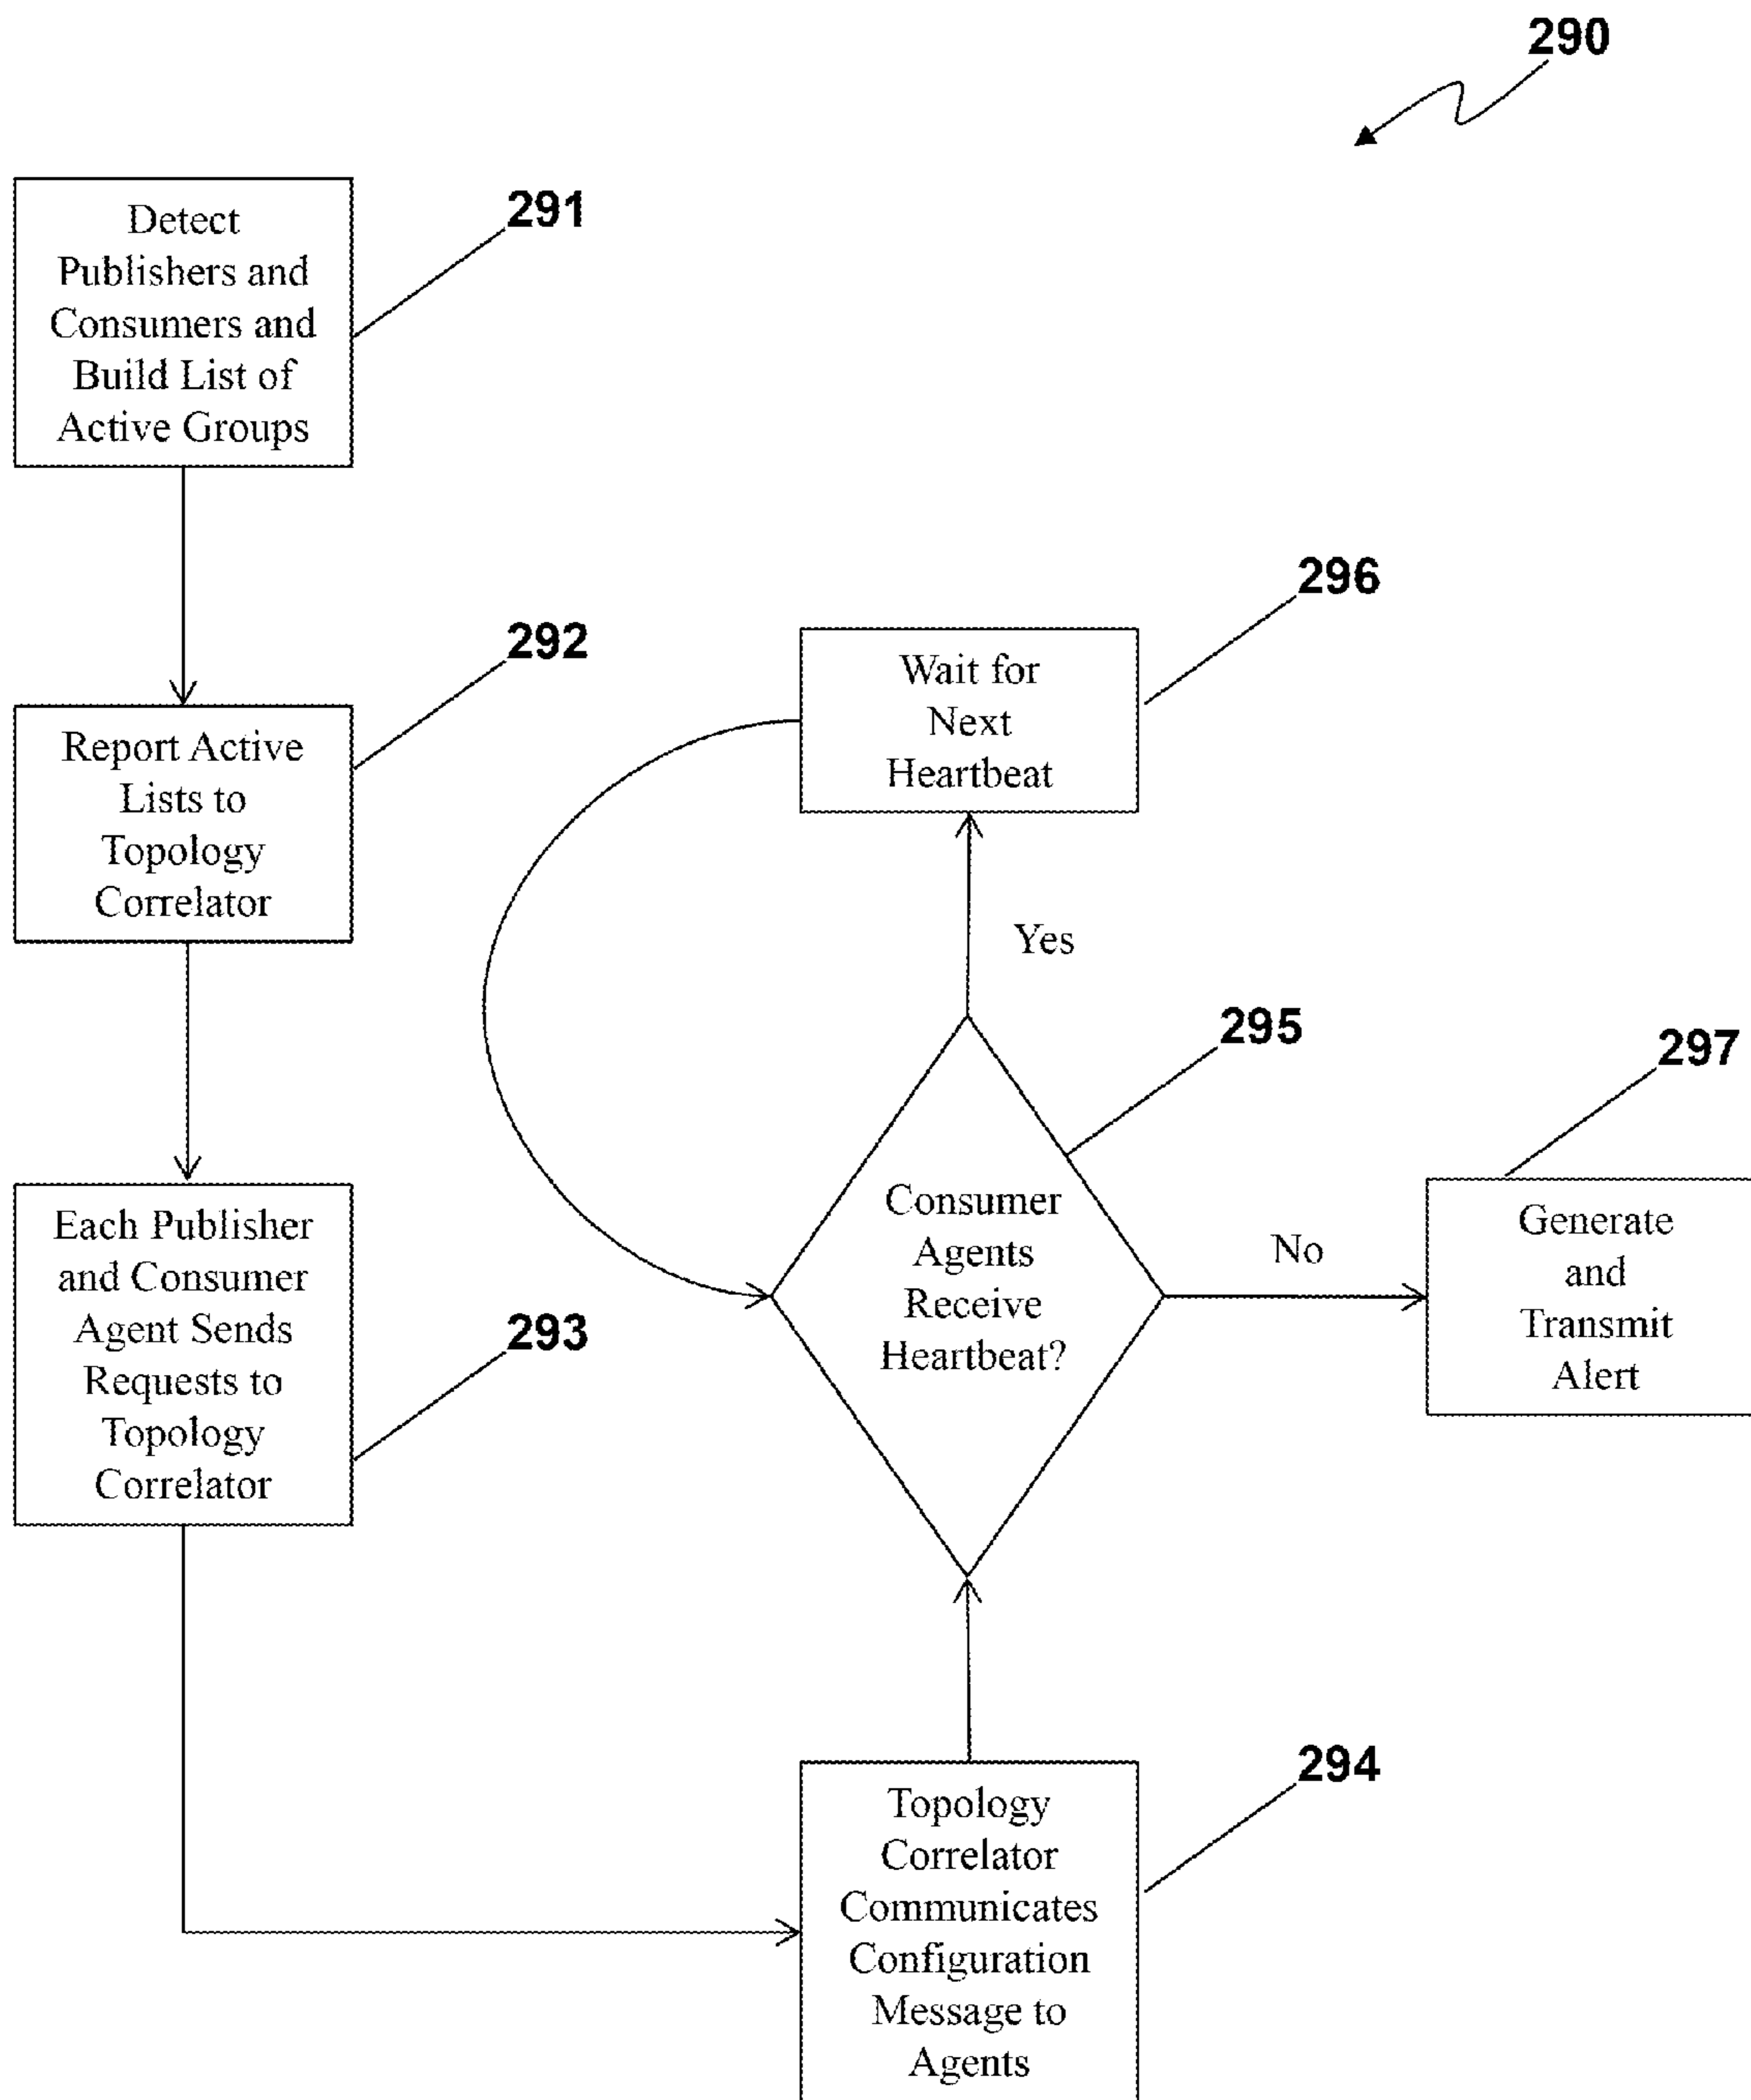 290
Detect
Publishers and
Consumers and
Build List of
Active Groups
291
Report Active
Lists to
Topology
Correlator
292
Each Publisher
and Consumer
Agent Sends
Requests to
Topology
Correlator
293
Topology
Correlator
Communicates
Configuration
Message to
Agents
294
Consumer
Agents
Receive
Heartbeat?
295
Yes
Wait for
Next
Heartbeat
296
No
Generate
and
Transmit
Alert
297